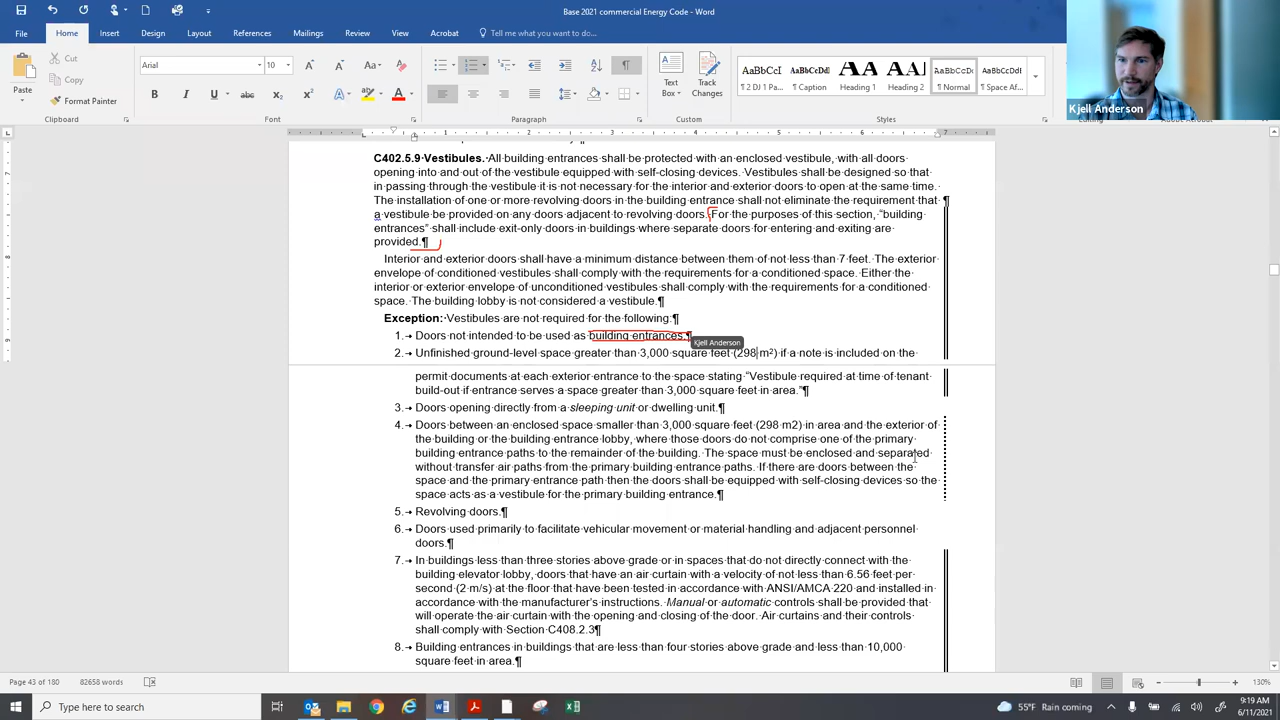 Base 2021 commercial Energy Code - Word
File Home Insert Design Layout References Mailings Review View Acrobat Tell me what you want to do...
Cut
Copy
Paste Format Painter
Arial 10
Text Box Track Changes
AaBbCcI AaBbCcDd AA AA AaBbCcDd AaBbCcDd
¶ 2 DJ 1 Pa... ¶ Caption Heading 1 Heading 2 ¶ Normal ¶ Space Af...
Clipboard Font Paragraph Custom Styles Editing
Kjell Anderson
C402.5.9 Vestibules. All building entrances shall be protected with an enclosed vestibule, with all doors
opening into and out of the vestibule equipped with self-closing devices. Vestibules shall be designed so that
in passing through the vestibule it is not necessary for the interior and exterior doors to open at the same time.
The installation of one or more revolving doors in the building entrance shall not eliminate the requirement that ¶
a vestibule be provided on any doors adjacent to revolving doors. For the purposes of this section, "building
entrances" shall include exit-only doors in buildings where separate doors for entering and exiting are
provided.¶
Interior and exterior doors shall have a minimum distance between them of not less than 7 feet. The exterior
envelope of conditioned vestibules shall comply with the requirements for a conditioned space. Either the
interior or exterior envelope of unconditioned vestibules shall comply with the requirements for a conditioned
space. The building lobby is not considered a vestibule.¶
Exception: Vestibules are not required for the following:¶
1. Doors not intended to be used as building entrances.¶
Kjell Anderson
2. Unfinished ground-level space greater than 3,000 square feet (298 m²) if a note is included on the
permit documents at each exterior entrance to the space stating "Vestibule required at time of tenant
build-out if entrance serves a space greater than 3,000 square feet in area."¶
3. Doors opening directly from a sleeping unit or dwelling unit.¶
4. Doors between an enclosed space smaller than 3,000 square feet (298 m2) in area and the exterior of
the building or the building entrance lobby, where those doors do not comprise one of the primary
building entrance paths to the remainder of the building. The space must be enclosed and separated
without transfer air paths from the primary building entrance paths. If there are doors between the
space and the primary entrance path then the doors shall be equipped with self-closing devices so the
space acts as a vestibule for the primary building entrance.¶
5. Revolving doors.¶
6. Doors used primarily to facilitate vehicular movement or material handling and adjacent personnel
doors.¶
7. In buildings less than three stories above grade or in spaces that do not directly connect with the
building elevator lobby, doors that have an air curtain with a velocity of not less than 6.56 feet per
second (2 m/s) at the floor that have been tested in accordance with ANSI/AMCA 220 and installed in
accordance with the manufacturer's instructions. Manual or automatic controls shall be provided that
will operate the air curtain with the opening and closing of the door. Air curtains and their controls
shall comply with Section C408.2.3¶
8. Building entrances in buildings that are less than four stories above grade and less than 10,000
square feet in area.¶
Page 43 of 180 82658 words 130%
Type here to search 55°F Rain coming 9:19 AM
6/11/2021